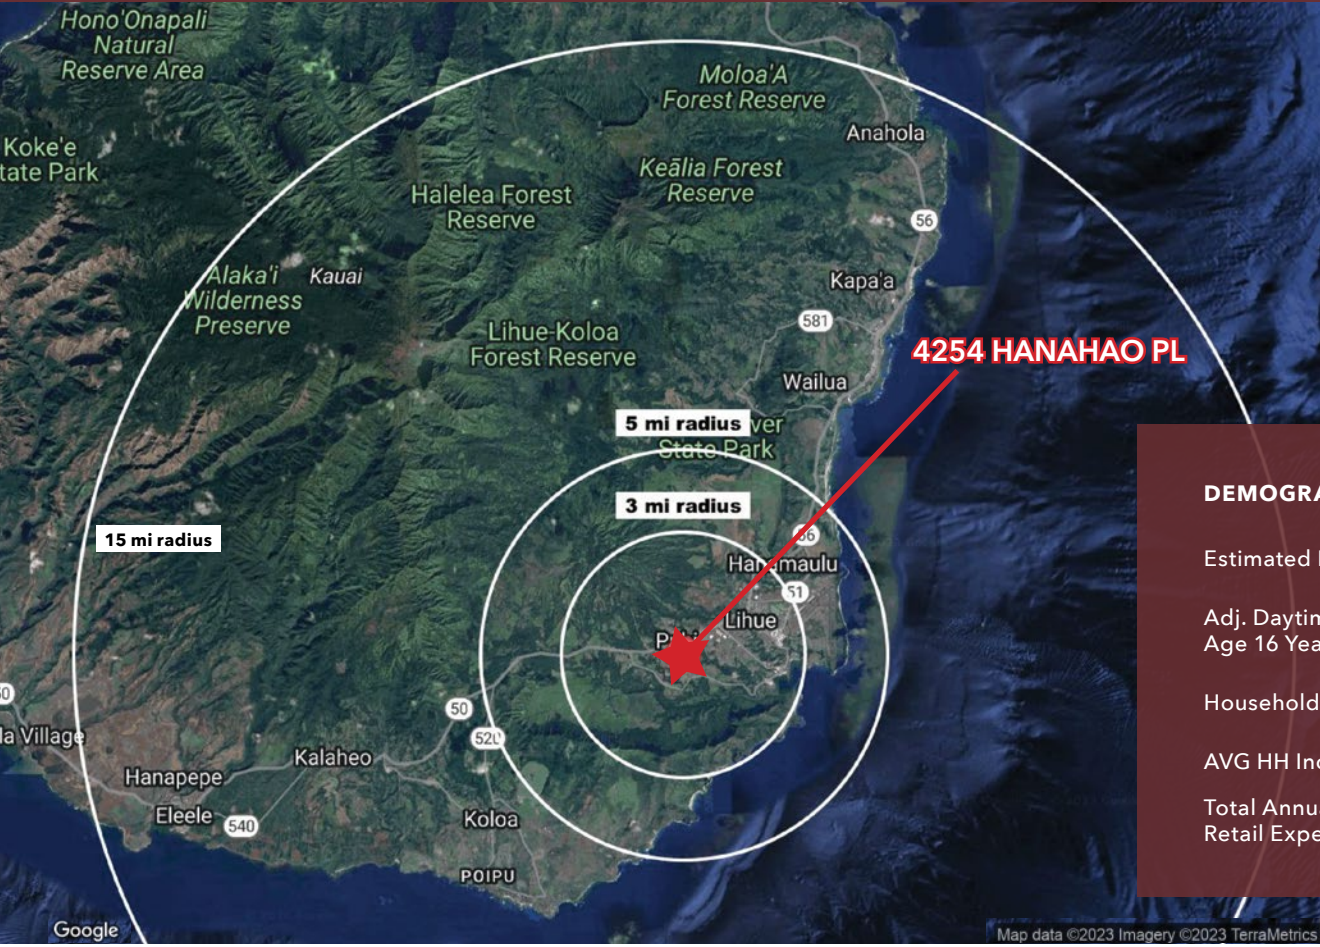 Hono'Onapali
Natural
Reserve Area
Moloa'A
Forest Reserve
Anahola
Koke'e
tate Park
Keālia Forest
Reserve
Halelea Forest
Reserve
56
Alaka'i
Wilderness
Preserve
Kauai
Kapa'a
581
Lihue-Koloa
Forest Reserve
4254 HANAHAO PL
Wailua
5 mi radius
ver
State Park
DEMOGRA
3 mi radius
15 mi radius
56
Estimated
51
Lihue
Adj. Daytim
Age 16 Yea
50
Household
520
la Village
Kalaheo
AVG HH Inc
Hanapepe
Eleele
540
Koloa
Total Annua
Retail Expe
POIPU
Google
Map data ©2023 Imagery ©2023 TerraMetrics